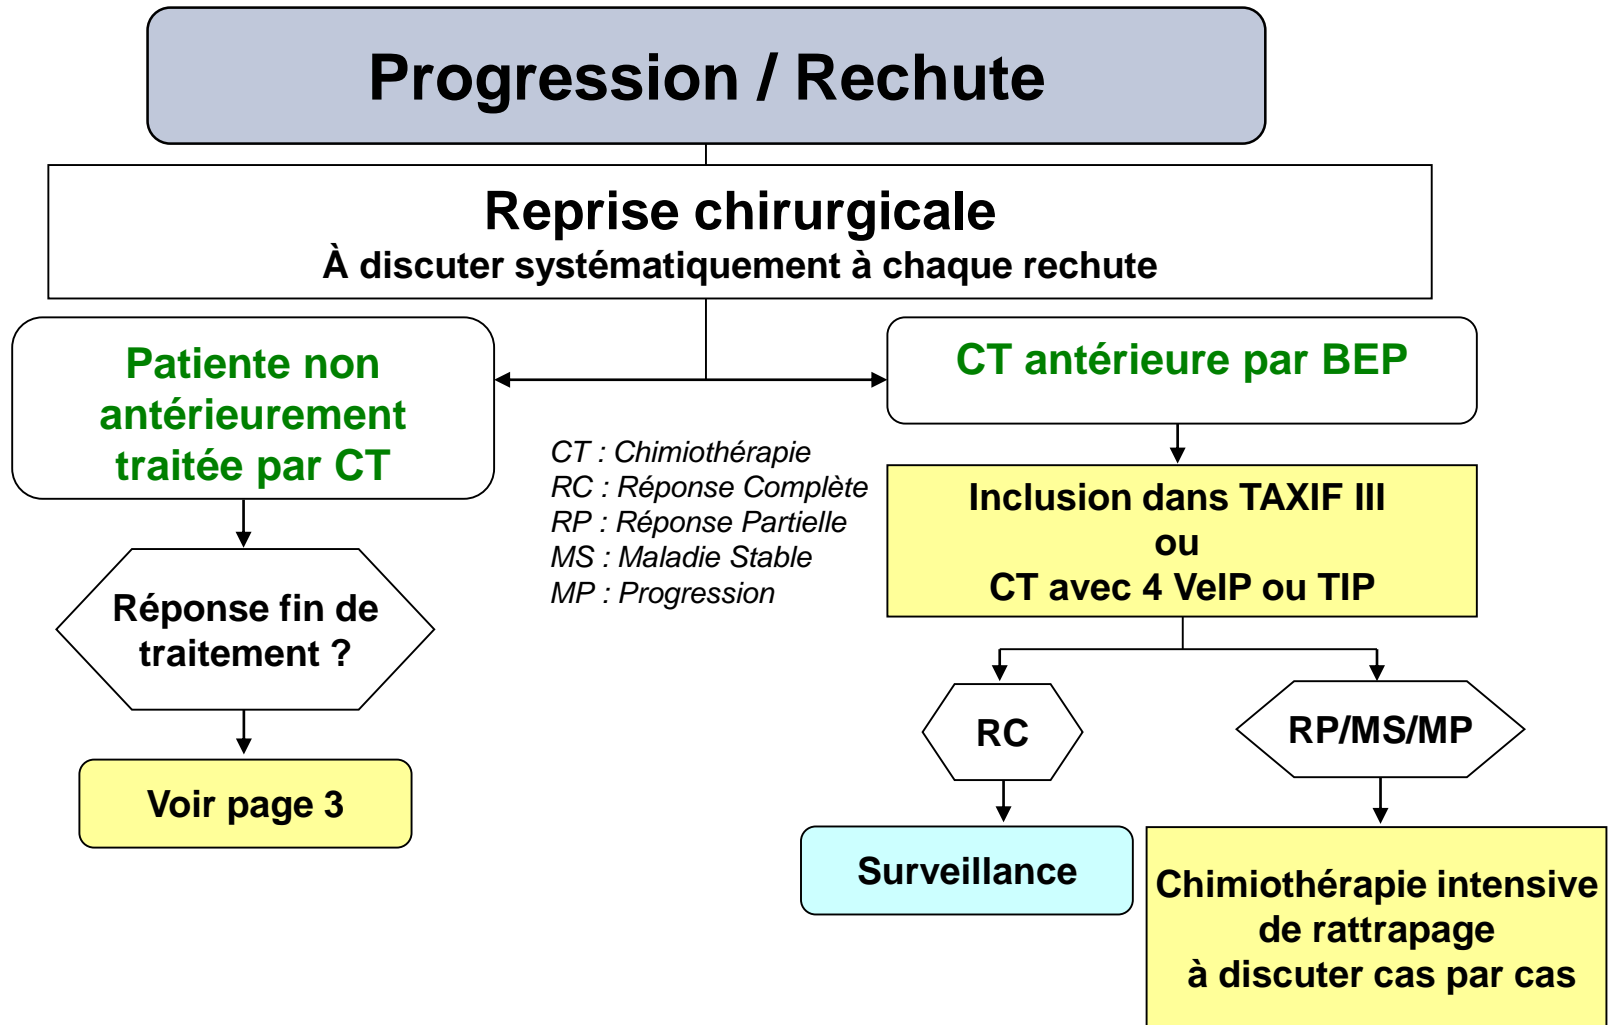 Progression / Rechute
Reprise chirurgicale
À discuter systématiquement à chaque rechute
Patiente non
antérieurement
traitée par CT
CT antérieure par BEP
CT : Chimiothérapie
RC : Réponse Complète
RP : Réponse Partielle
MS : Maladie Stable
MP : Progression
Inclusion dans TAXIF III
ou
CT avec 4 VeIP ou TIP
Réponse fin de
traitement ?
RC
RP/MS/MP
Voir page 3
Surveillance
Chimiothérapie intensive
de rattrapage
à discuter cas par cas